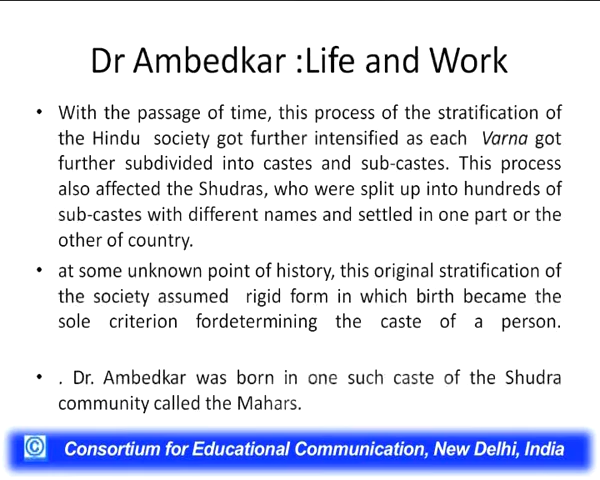 Dr Ambedkar :Life and Work
• With the passage of time, this process of the stratification of
the Hindu society got further intensified as each Varna got
further subdivided into castes and sub-castes. This process
also affected the Shudras, who were split up into hundreds of
sub-castes with different names and settled in one part or the
other of country.
• at some unknown point of history, this original stratification of
the society assumed rigid form in which birth became the
sole criterion fordetermining the caste of a person.
• . Dr. Ambedkar was born in one such caste of the Shudra
community called the Mahars.
© Consortium for Educational Communication, New Delhi, India